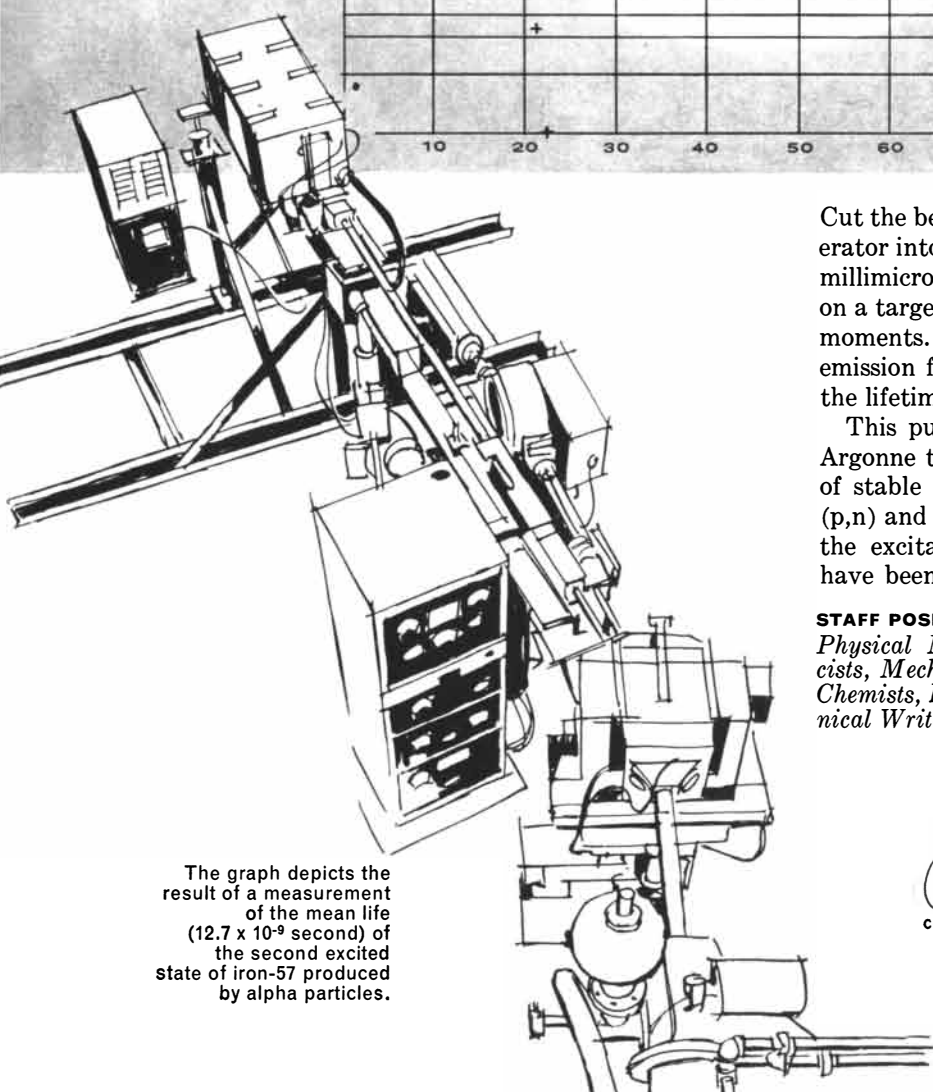 10 20 30 40 50 60
Cut the be
erator into
millimicro
on a targe
moments.
emission f
the lifetim
This pu
Argonne t
of stable
(p,n) and
the excita
have been
STAFF POSI
Physical
cists, Mech
Chemists,
nical Writ
The graph depicts the
result of a measurement
of the mean life
(12.7 x 10-9 second) of
the second excited
state of iron-57 produced
by alpha particles.